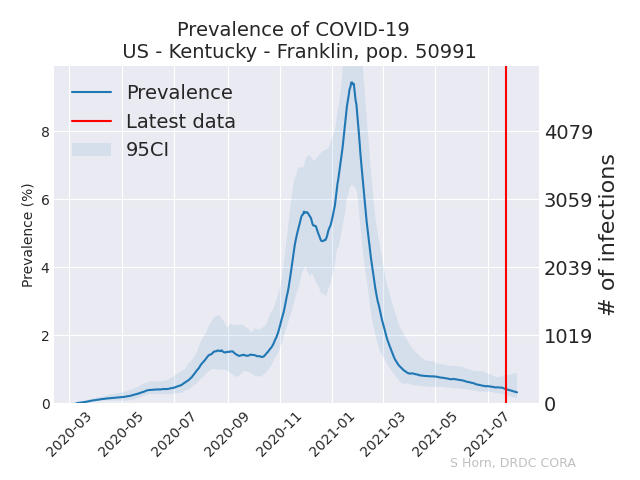 Prevalence of COVID-19
US - Kentucky - Franklin, pop. 50991
Prevalence
Latest data
95CI
Prevalence (%)
8
6
4
2
0
4079
3059
2039
1019
0
# of infections
2020-03
2020-05
2020-07
2020-09
2020-11
2021-01
2021-03
2021-05
2021-07
S Horn, DRDC CORA